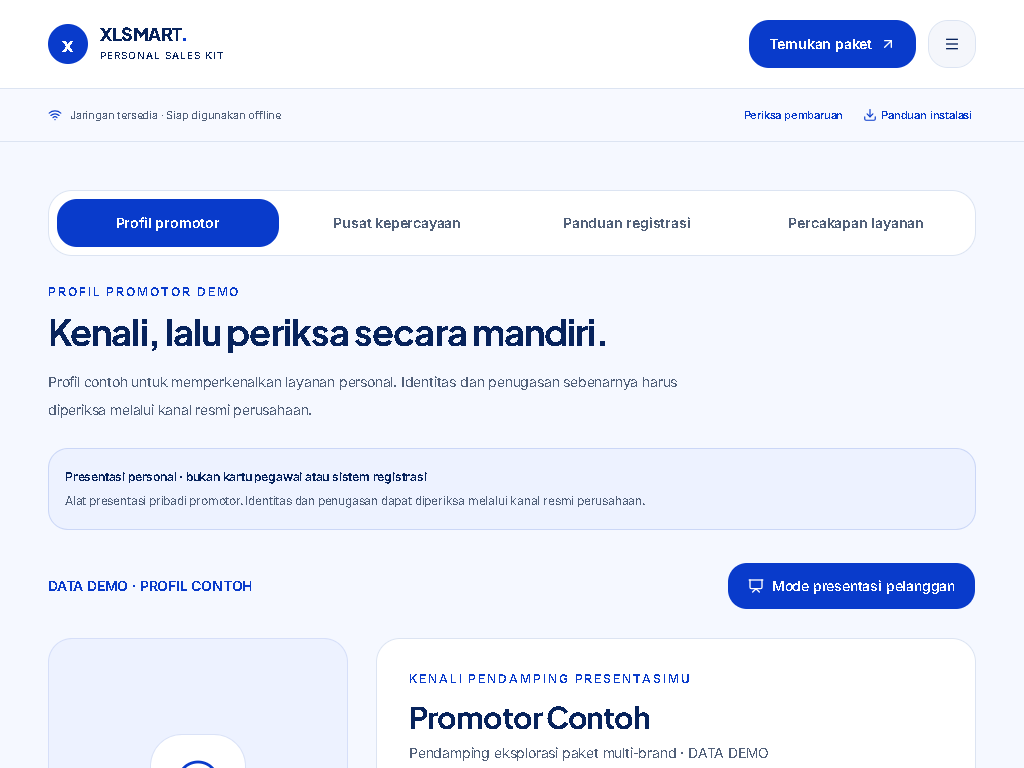 x
XLSMART.
PERSONAL SALES KIT
Temukan paket
Jaringan tersedia · Siap digunakan offline
Periksa pembaruan
Panduan instalasi
Profil promotor
Pusat kepercayaan
Panduan registrasi
Percakapan layanan
PROFIL PROMOTOR DEMO
Kenali, lalu periksa secara mandiri.
Profil contoh untuk memperkenalkan layanan personal. Identitas dan penugasan sebenarnya harus
diperiksa melalui kanal resmi perusahaan.
Presentasi personal · bukan kartu pegawai atau sistem registrasi
Alat presentasi pribadi promotor. Identitas dan penugasan dapat diperiksa melalui kanal resmi perusahaan.
DATA DEMO · PROFIL CONTOH
Mode presentasi pelanggan
KENALI PENDAMPING PRESENTASIMU
Promotor Contoh
Pendamping eksplorasi paket multi-brand · DATA DEMO